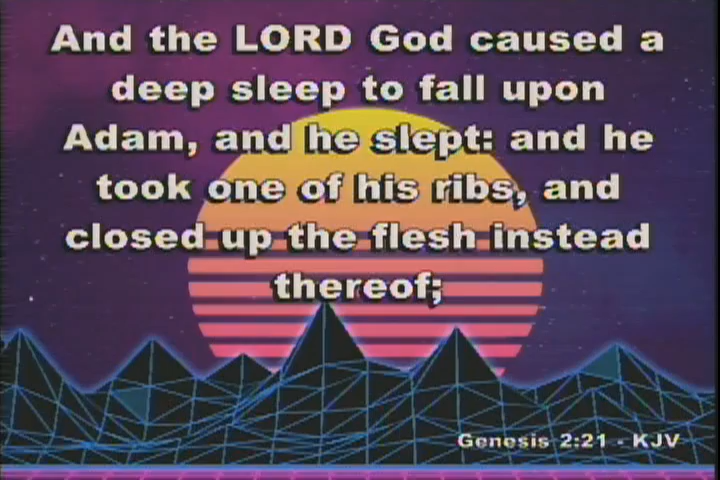 And the LORD God caused a
deep sleep to fall upon
Adam, and he slept: and he
took one of his ribs, and
closed up the flesh instead
thereof;
Genesis 2:21 - KJV